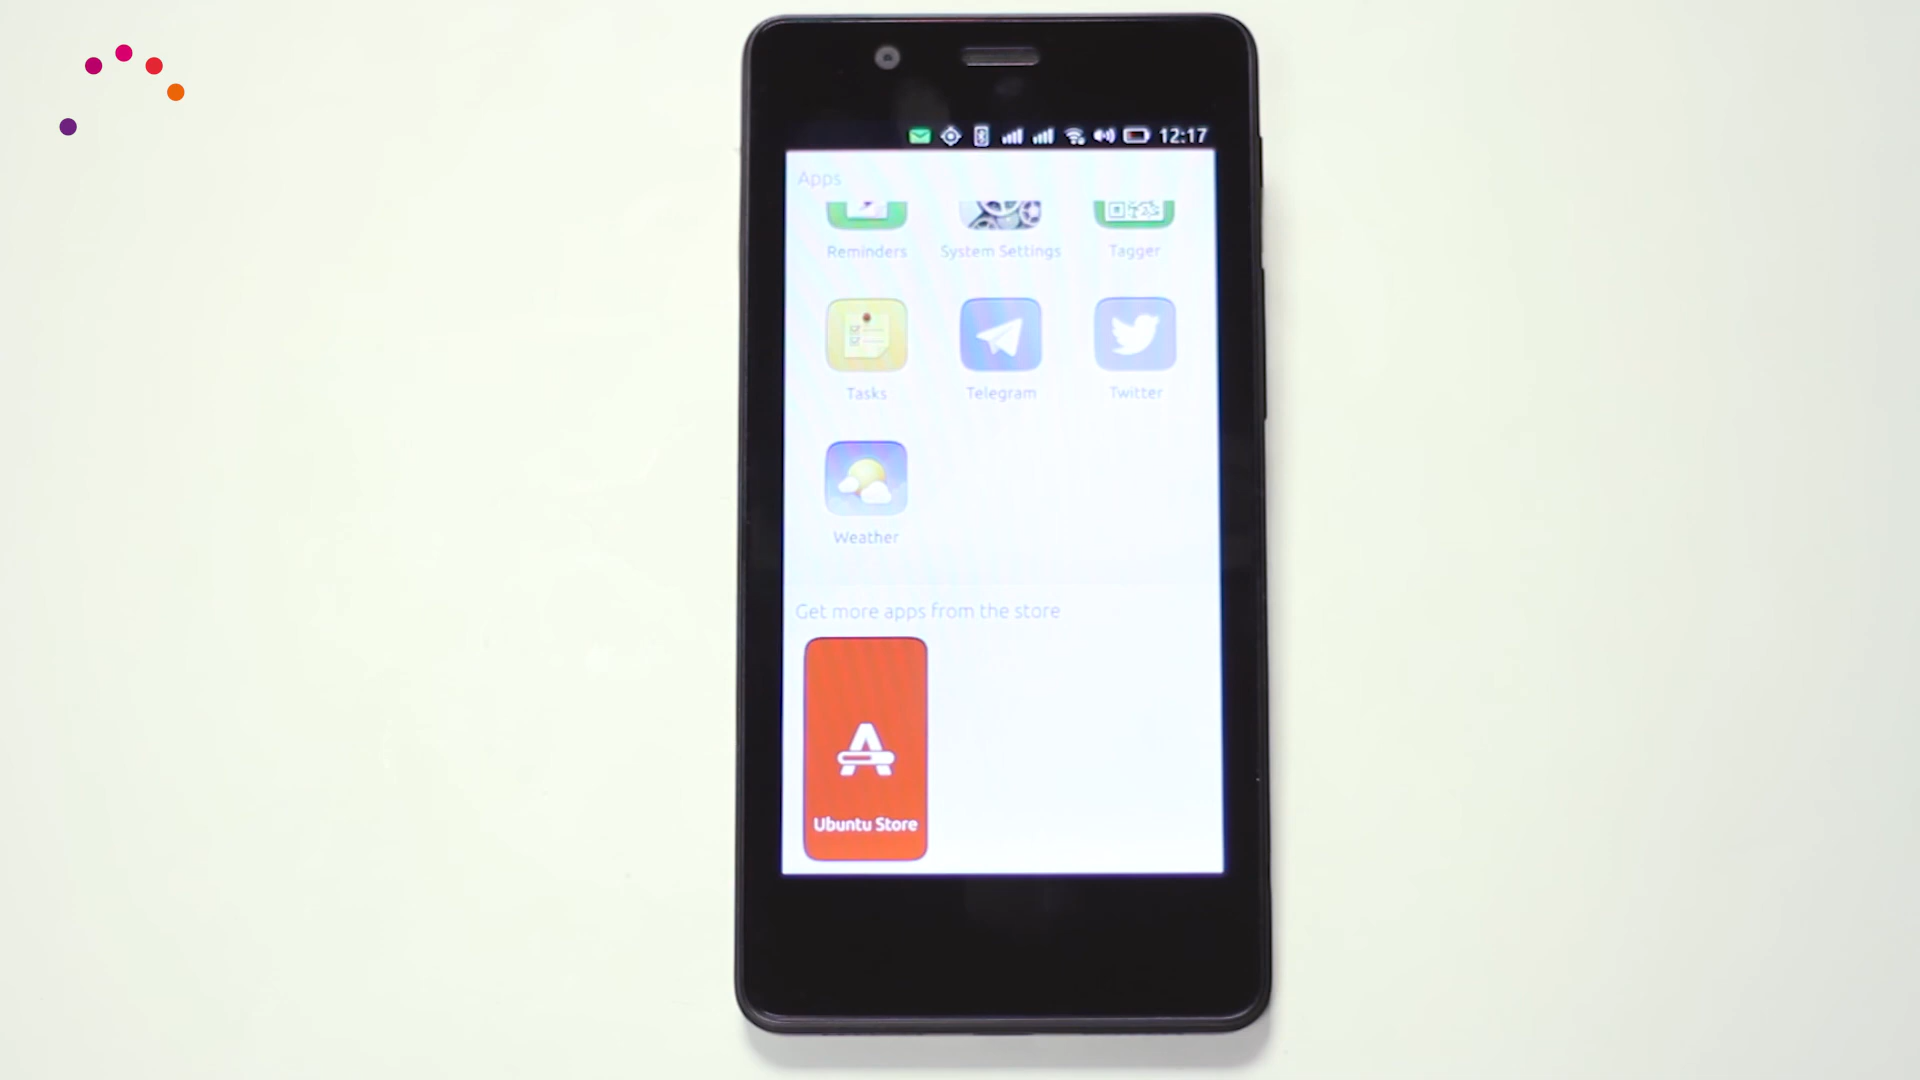 12:17
Apps
Reminders System Settings Tagger
Tasks Telegram Twitter
Weather
Get more apps from the store
Ubuntu Store